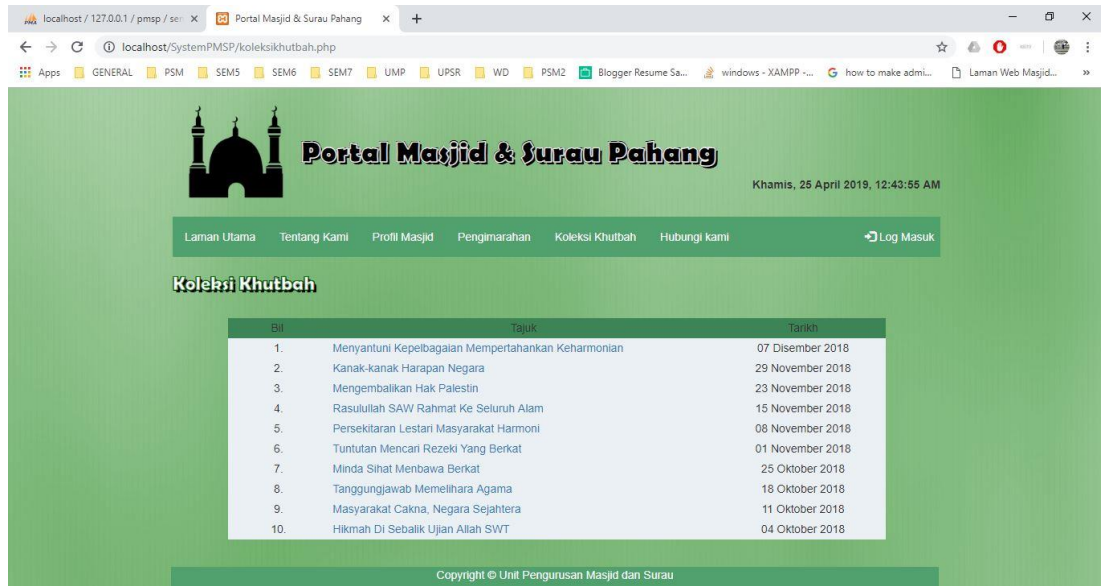 localhost / 127.0.0.1 / pmsp / ser
Portal Masjid & Surau Pahang
localhost/SystemPMSP/koleksikhutbah.php
Apps GENERAL PSM SEM5 SEM6 SEM7 UMP UPSR WD PSM2 Blogger Resume Sa... windows - XAMPP -... how to make admi... Laman Web Masjid... »
Portal Masjid & Surau Pahang
Khamis, 25 April 2019, 12:43:55 AM
Laman Utama Tentang Kami Profil Masjid Pengimarahan Koleksi Khutbah Hubungi kami Log Masuk
Koleksi Khutbah
Bil Tajuk Tarikh
1. Menyantuni Kepelbagaian Mempertahankan Keharmonian 07 Disember 2018
2. Kanak-kanak Harapan Negara 29 November 2018
3. Mengembalikan Hak Palestin 23 November 2018
4. Rasulullah SAW Rahmat Ke Seluruh Alam 15 November 2018
5. Persekitaran Lestari Masyarakat Harmoni 08 November 2018
6. Tuntutan Mencari Rezeki Yang Berkat 01 November 2018
7. Minda Sihat Menbawa Berkat 25 Oktober 2018
8. Tanggungjawab Memelihara Agama 18 Oktober 2018
9. Masyarakat Cakna, Negara Sejahtera 11 Oktober 2018
10. Hikmah Di Sebalik Ujian Allah SWT 04 Oktober 2018
Copyright © Unit Pengurusan Masjid dan Surau